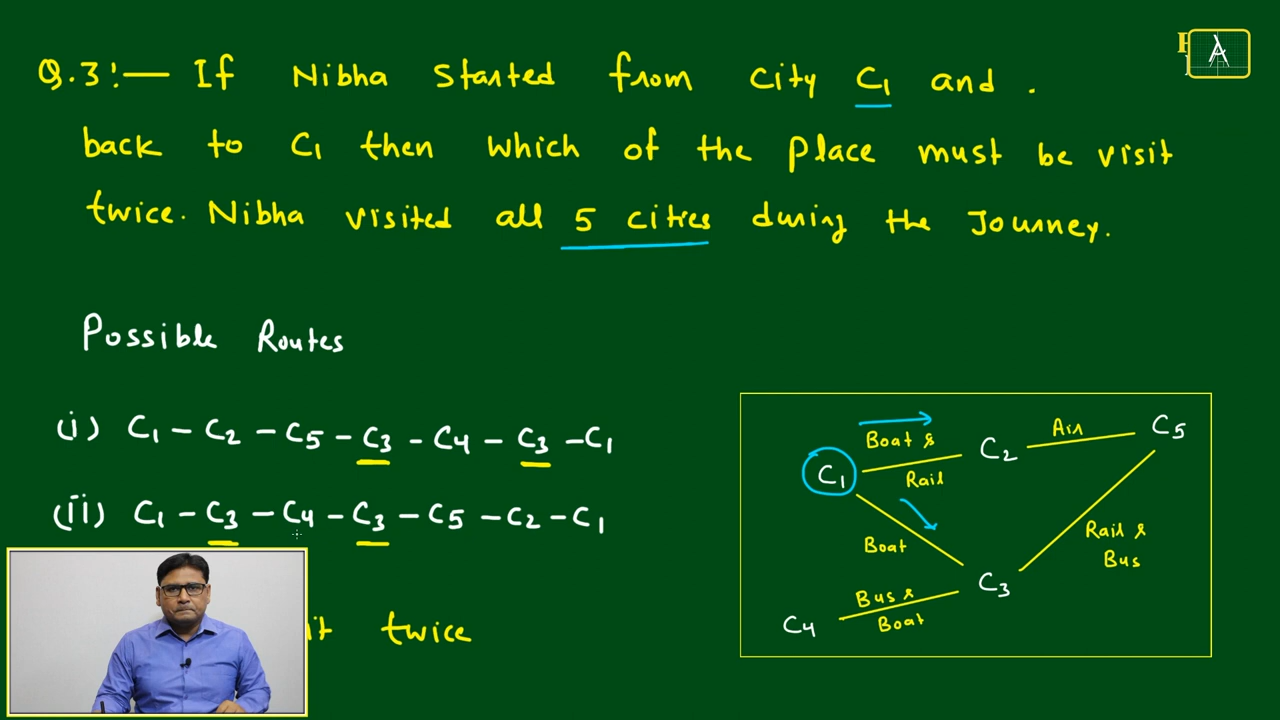 Q.3:— If Nibha started from city C₁ and .
back to C₁ then which of the place must be visit
twice. Nibha visited all 5 cities during the Journey.
Possible Routes
(i) C₁ – C₂ – C₅ – C₃ – C₄ – C₃ – C₁
(ii) C₁ – C₃ – C₄ – C₃ – C₅ – C₂ – C₁
twice
Boat &
Rail
Air
C₅
C₂
C₁
Boat
Rail &
Bus
C₃
Bus &
Boat
C₄
A